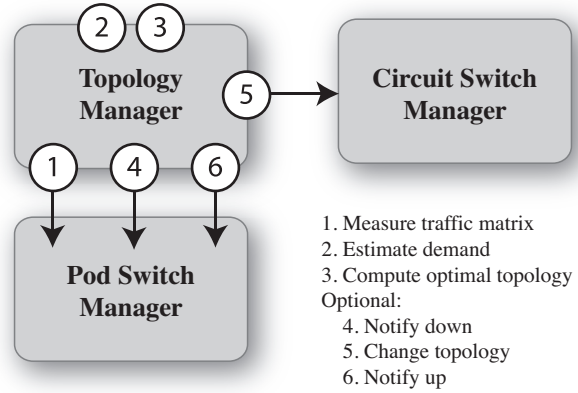 2
3
Topology
Manager
5
Circuit Switch
Manager
1
4
6
Pod Switch
Manager
1. Measure traffic matrix
2. Estimate demand
3. Compute optimal topology
Optional:
4. Notify down
5. Change topology
6. Notify up